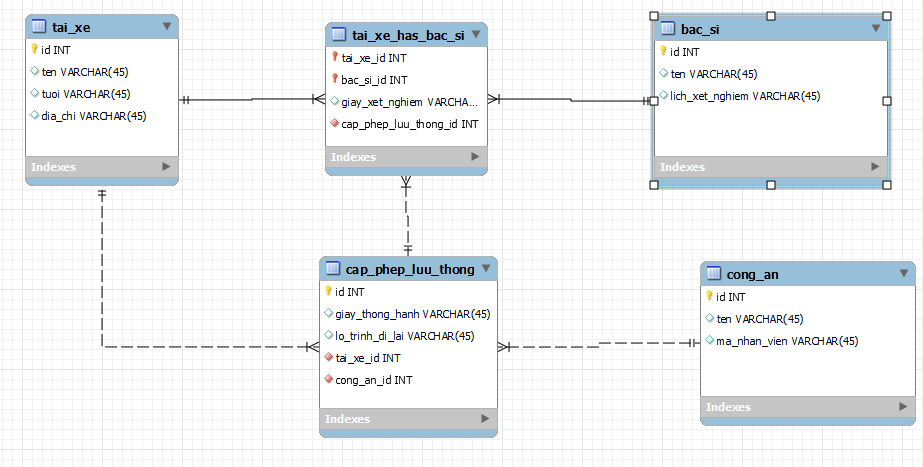 tai_xe
id INT
ten VARCHAR(45)
tuoi VARCHAR(45)
dia_chi VARCHAR(45)
Indexes
tai_xe_has_bac_si
tai_xe_id INT
bac_si_id INT
giay_xet_nghiem VARCHA...
cap_phep_luu_thong_id INT
Indexes
bac_si
id INT
ten VARCHAR(45)
lich_xet_nghiem VARCHAR(45)
Indexes
cap_phep_luu_thong
id INT
giay_thong_hanh VARCHAR(45)
lo_trinh_di_lai VARCHAR(45)
tai_xe_id INT
cong_an_id INT
Indexes
cong_an
id INT
ten VARCHAR(45)
ma_nhan_vien VARCHAR(45)
Indexes